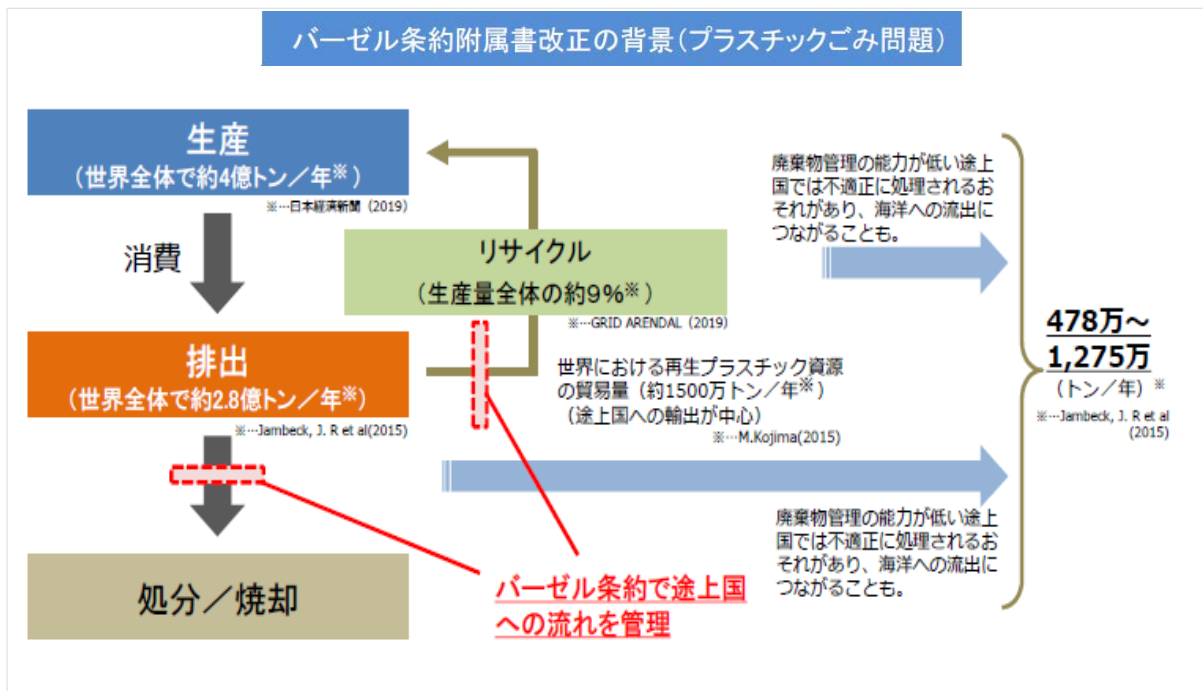 バーゼル条約附属書改正の背景(プラスチックごみ問題)
生産
(世界全体で約4億トン/年※)
※…日本経済新聞(2019)
消費
リサイクル
(生産量全体の約9%※)
※…GRID ARENDAL(2019)
排出
(世界全体で約2.8億トン/年※)
※…Jambeck, J. R et al(2015)
世界における再生プラスチック資源
の貿易量(約1500万トン/年※)
(途上国への輸出が中心)
※…M.Kojima(2015)
処分/焼却
バーゼル条約で途上国
への流れを管理
廃棄物管理の能力が低い途上
国では不適正に処理されるお
それがあり、海洋への流出に
つながることも。
廃棄物管理の能力が低い途上
国では不適正に処理されるお
それがあり、海洋への流出に
つながることも。
478万~
1,275万
(トン/年)※
※…Jambeck, J. R et al
(2015)